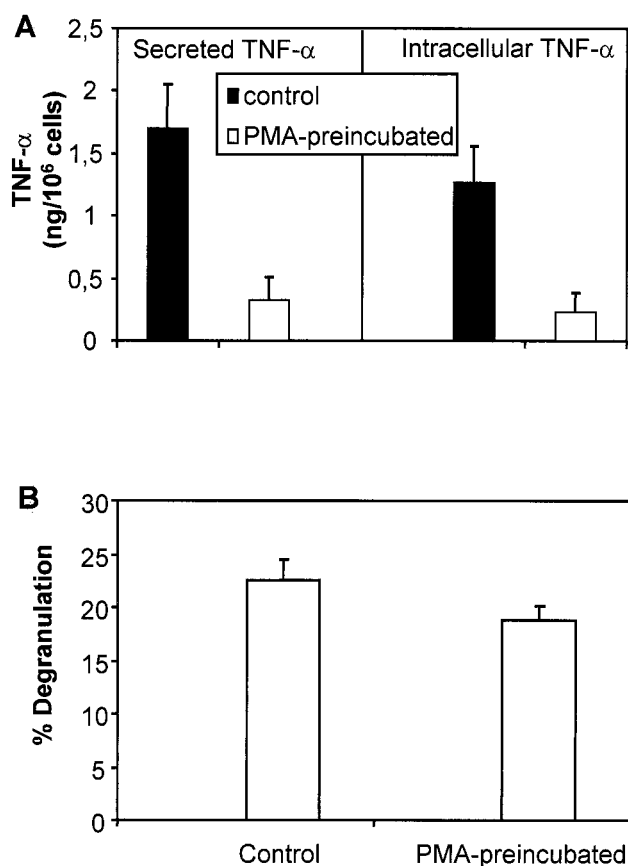 A
2,5
2
1,5
1
0,5
0
TNF-α
(ng/10⁶ cells)
Secreted TNF-α
Intracellular TNF-α
control
PMA-preincubated
B
30
25
20
15
10
5
0
% Degranulation
Control
PMA-preincubated